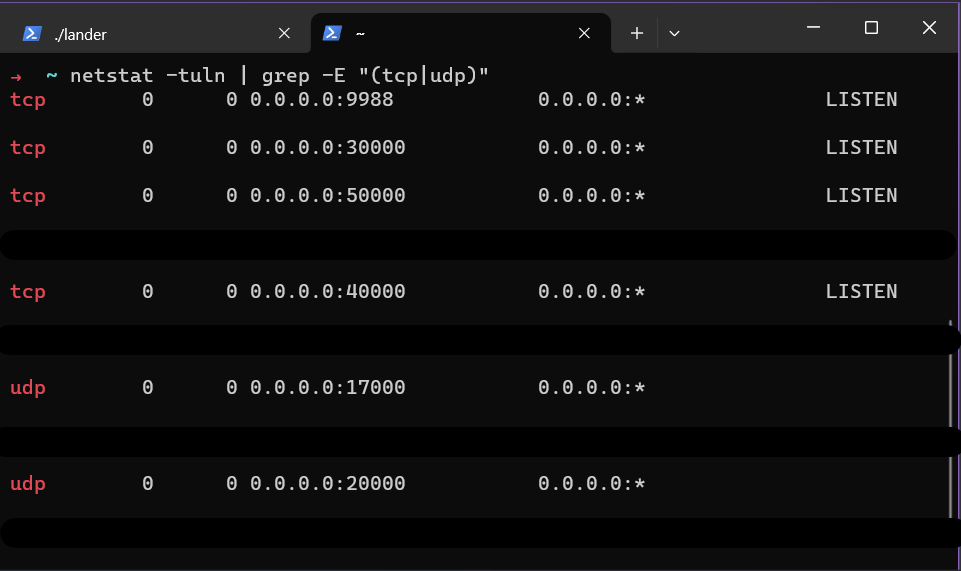 ./lander ~
→ ~ netstat -tuln | grep -E "(tcp|udp)"
tcp 0 0 0.0.0.0:9988 0.0.0.0:* LISTEN
tcp 0 0 0.0.0.0:30000 0.0.0.0:* LISTEN
tcp 0 0 0.0.0.0:50000 0.0.0.0:* LISTEN
tcp 0 0 0.0.0.0:40000 0.0.0.0:* LISTEN
udp 0 0 0.0.0.0:17000 0.0.0.0:*
udp 0 0 0.0.0.0:20000 0.0.0.0:*